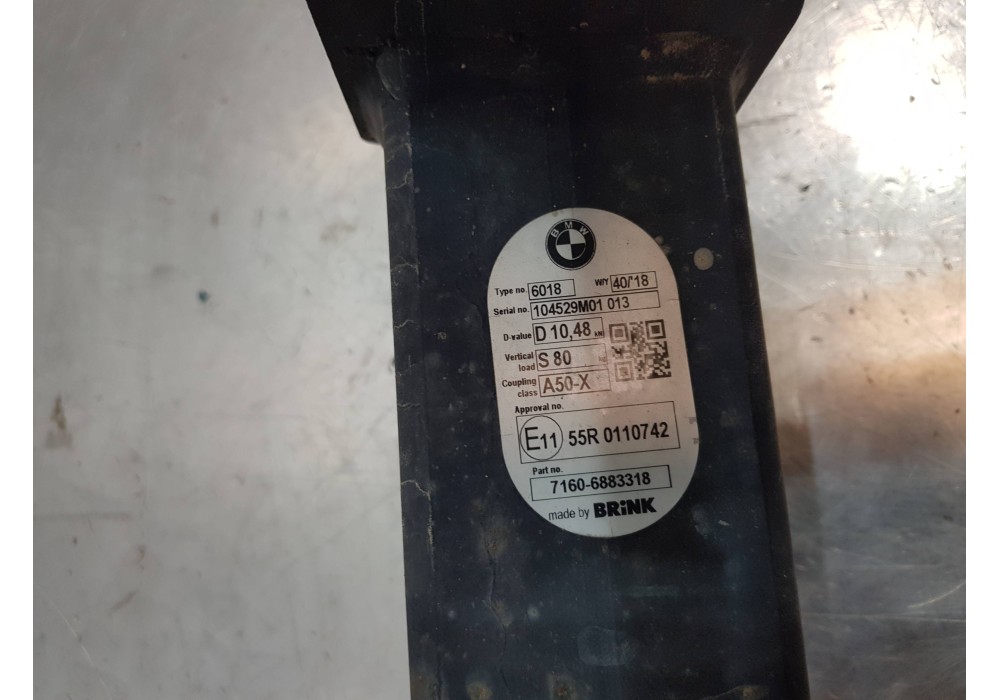 BMW
Type no. 6018 W/Y 40/'18
Serial no. 104529M01 013
D-value D 10,48 kN
Vertical load S 80
Coupling class A50-X
Approval no.
E11 55R 0110742
Part no.
7160-6883318
made by BRiNK